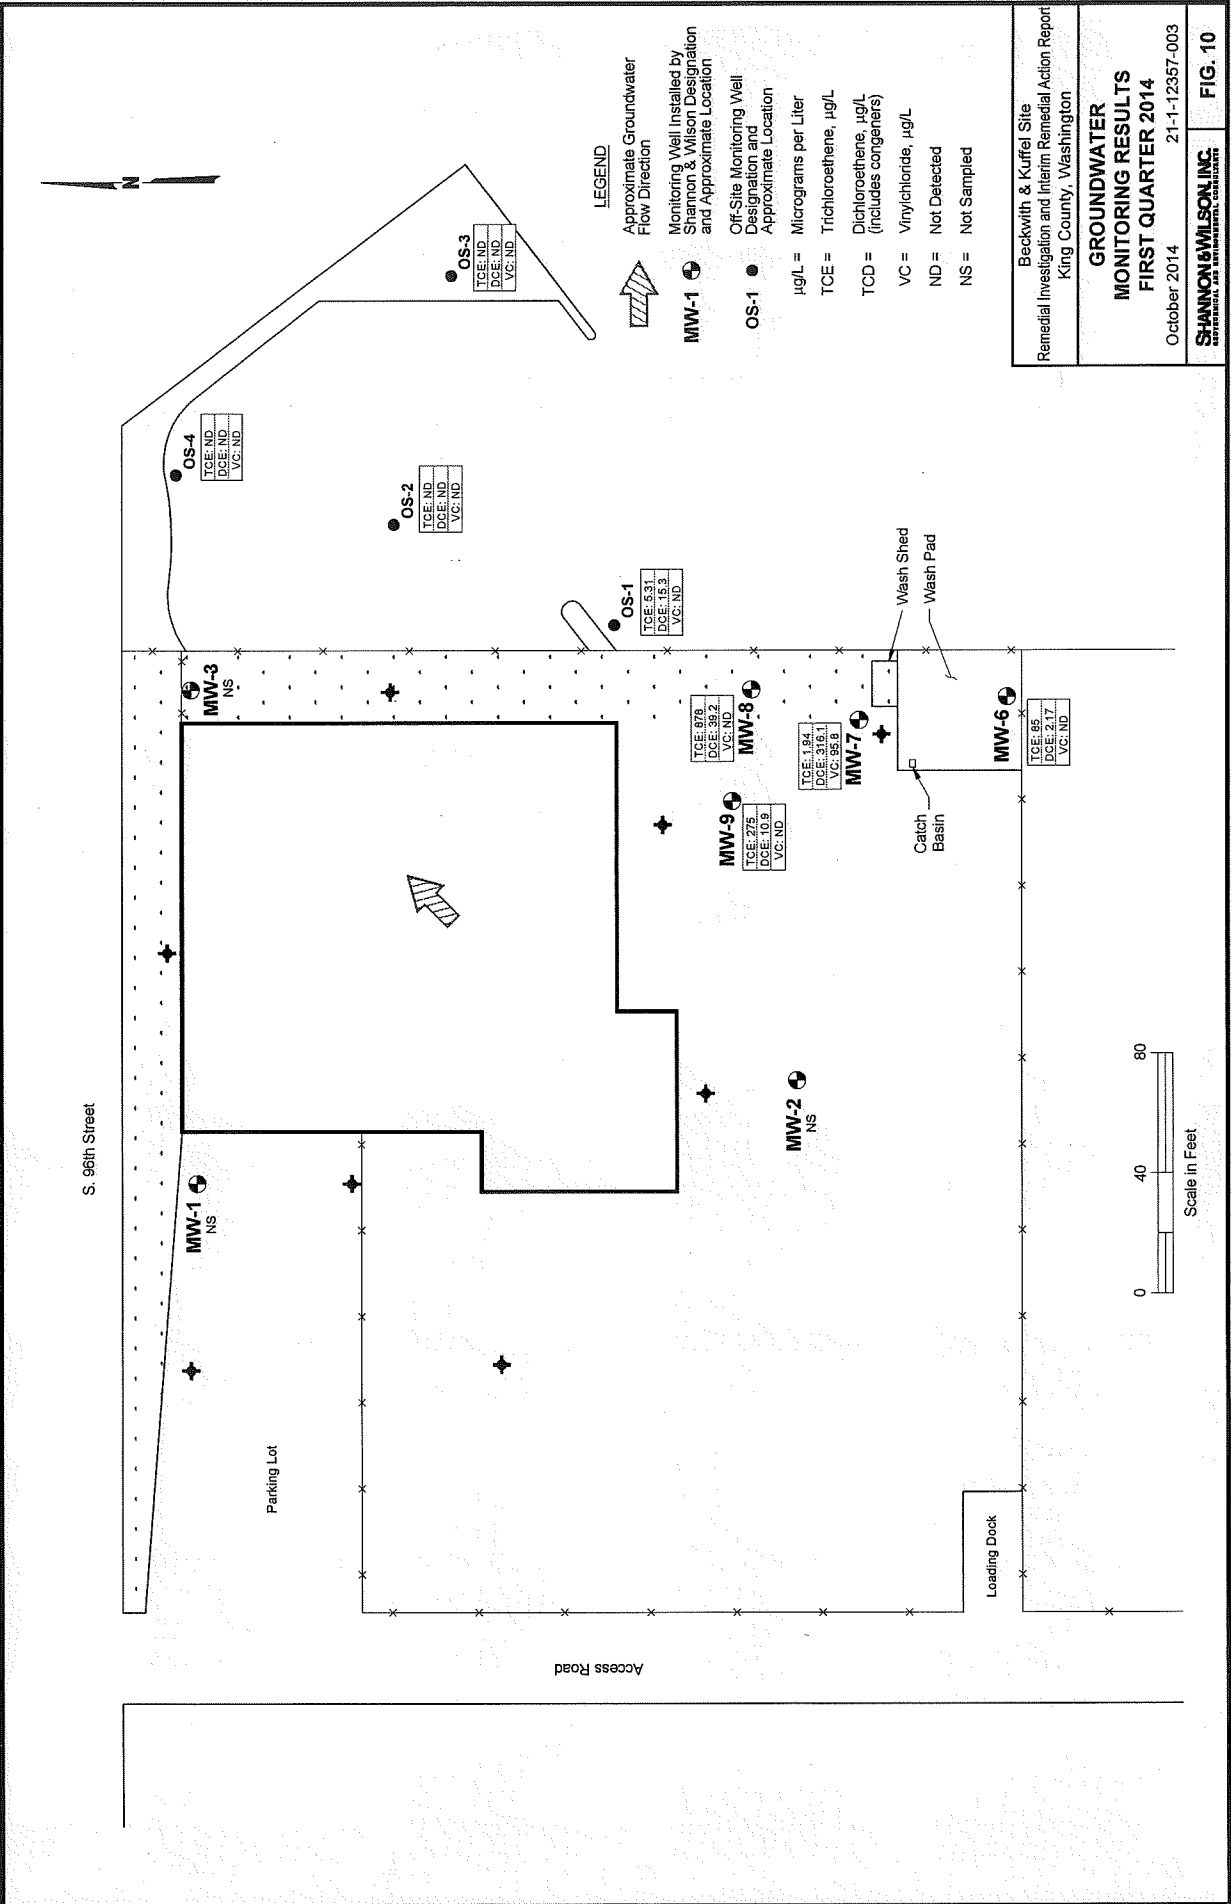 S. 96th Street
N
MW-1
NS
Parking Lot
MW-3
NS
OS-4
TCE: ND
DCE: ND
VC: ND
OS-2
TCE: ND
DCE: ND
VC: ND
OS-3
TCE: ND
DCE: ND
VC: ND
OS-1
TCE: 5.31
DCE: 15.3
VC: ND
MW-9
TCE: 275
DCE: 10.9
VC: ND
TCE: 878
DCE: 39.2
VC: ND
MW-8
TCE: 1.94
DCE: 316.1
VC: 95.8
MW-7
MW-2
NS
Wash Shed
Wash Pad
Catch
Basin
MW-6
TCE: 85
DCE: 2.17
VC: ND
Access Road
Loading Dock
0
40
80
Scale in Feet
LEGEND
Approximate Groundwater
Flow Direction
MW-1
Monitoring Well Installed by
Shannon & Wilson Designation
and Approximate Location
OS-1
Off-Site Monitoring Well
Designation and
Approximate Location
µg/L = Micrograms per Liter
TCE = Trichloroethene, µg/L
TCD = Dichloroethene, µg/L
(includes congeners)
VC = Vinylchloride, µg/L
ND = Not Detected
NS = Not Sampled
Beckwith & Kuffel Site
Remedial Investigation and Interim Remedial Action Report
King County, Washington
GROUNDWATER
MONITORING RESULTS
FIRST QUARTER 2014
October 2014 21-1-12357-003
SHANNON & WILSON, INC.
GEOTECHNICAL AND ENVIRONMENTAL CONSULTANTS
FIG. 10